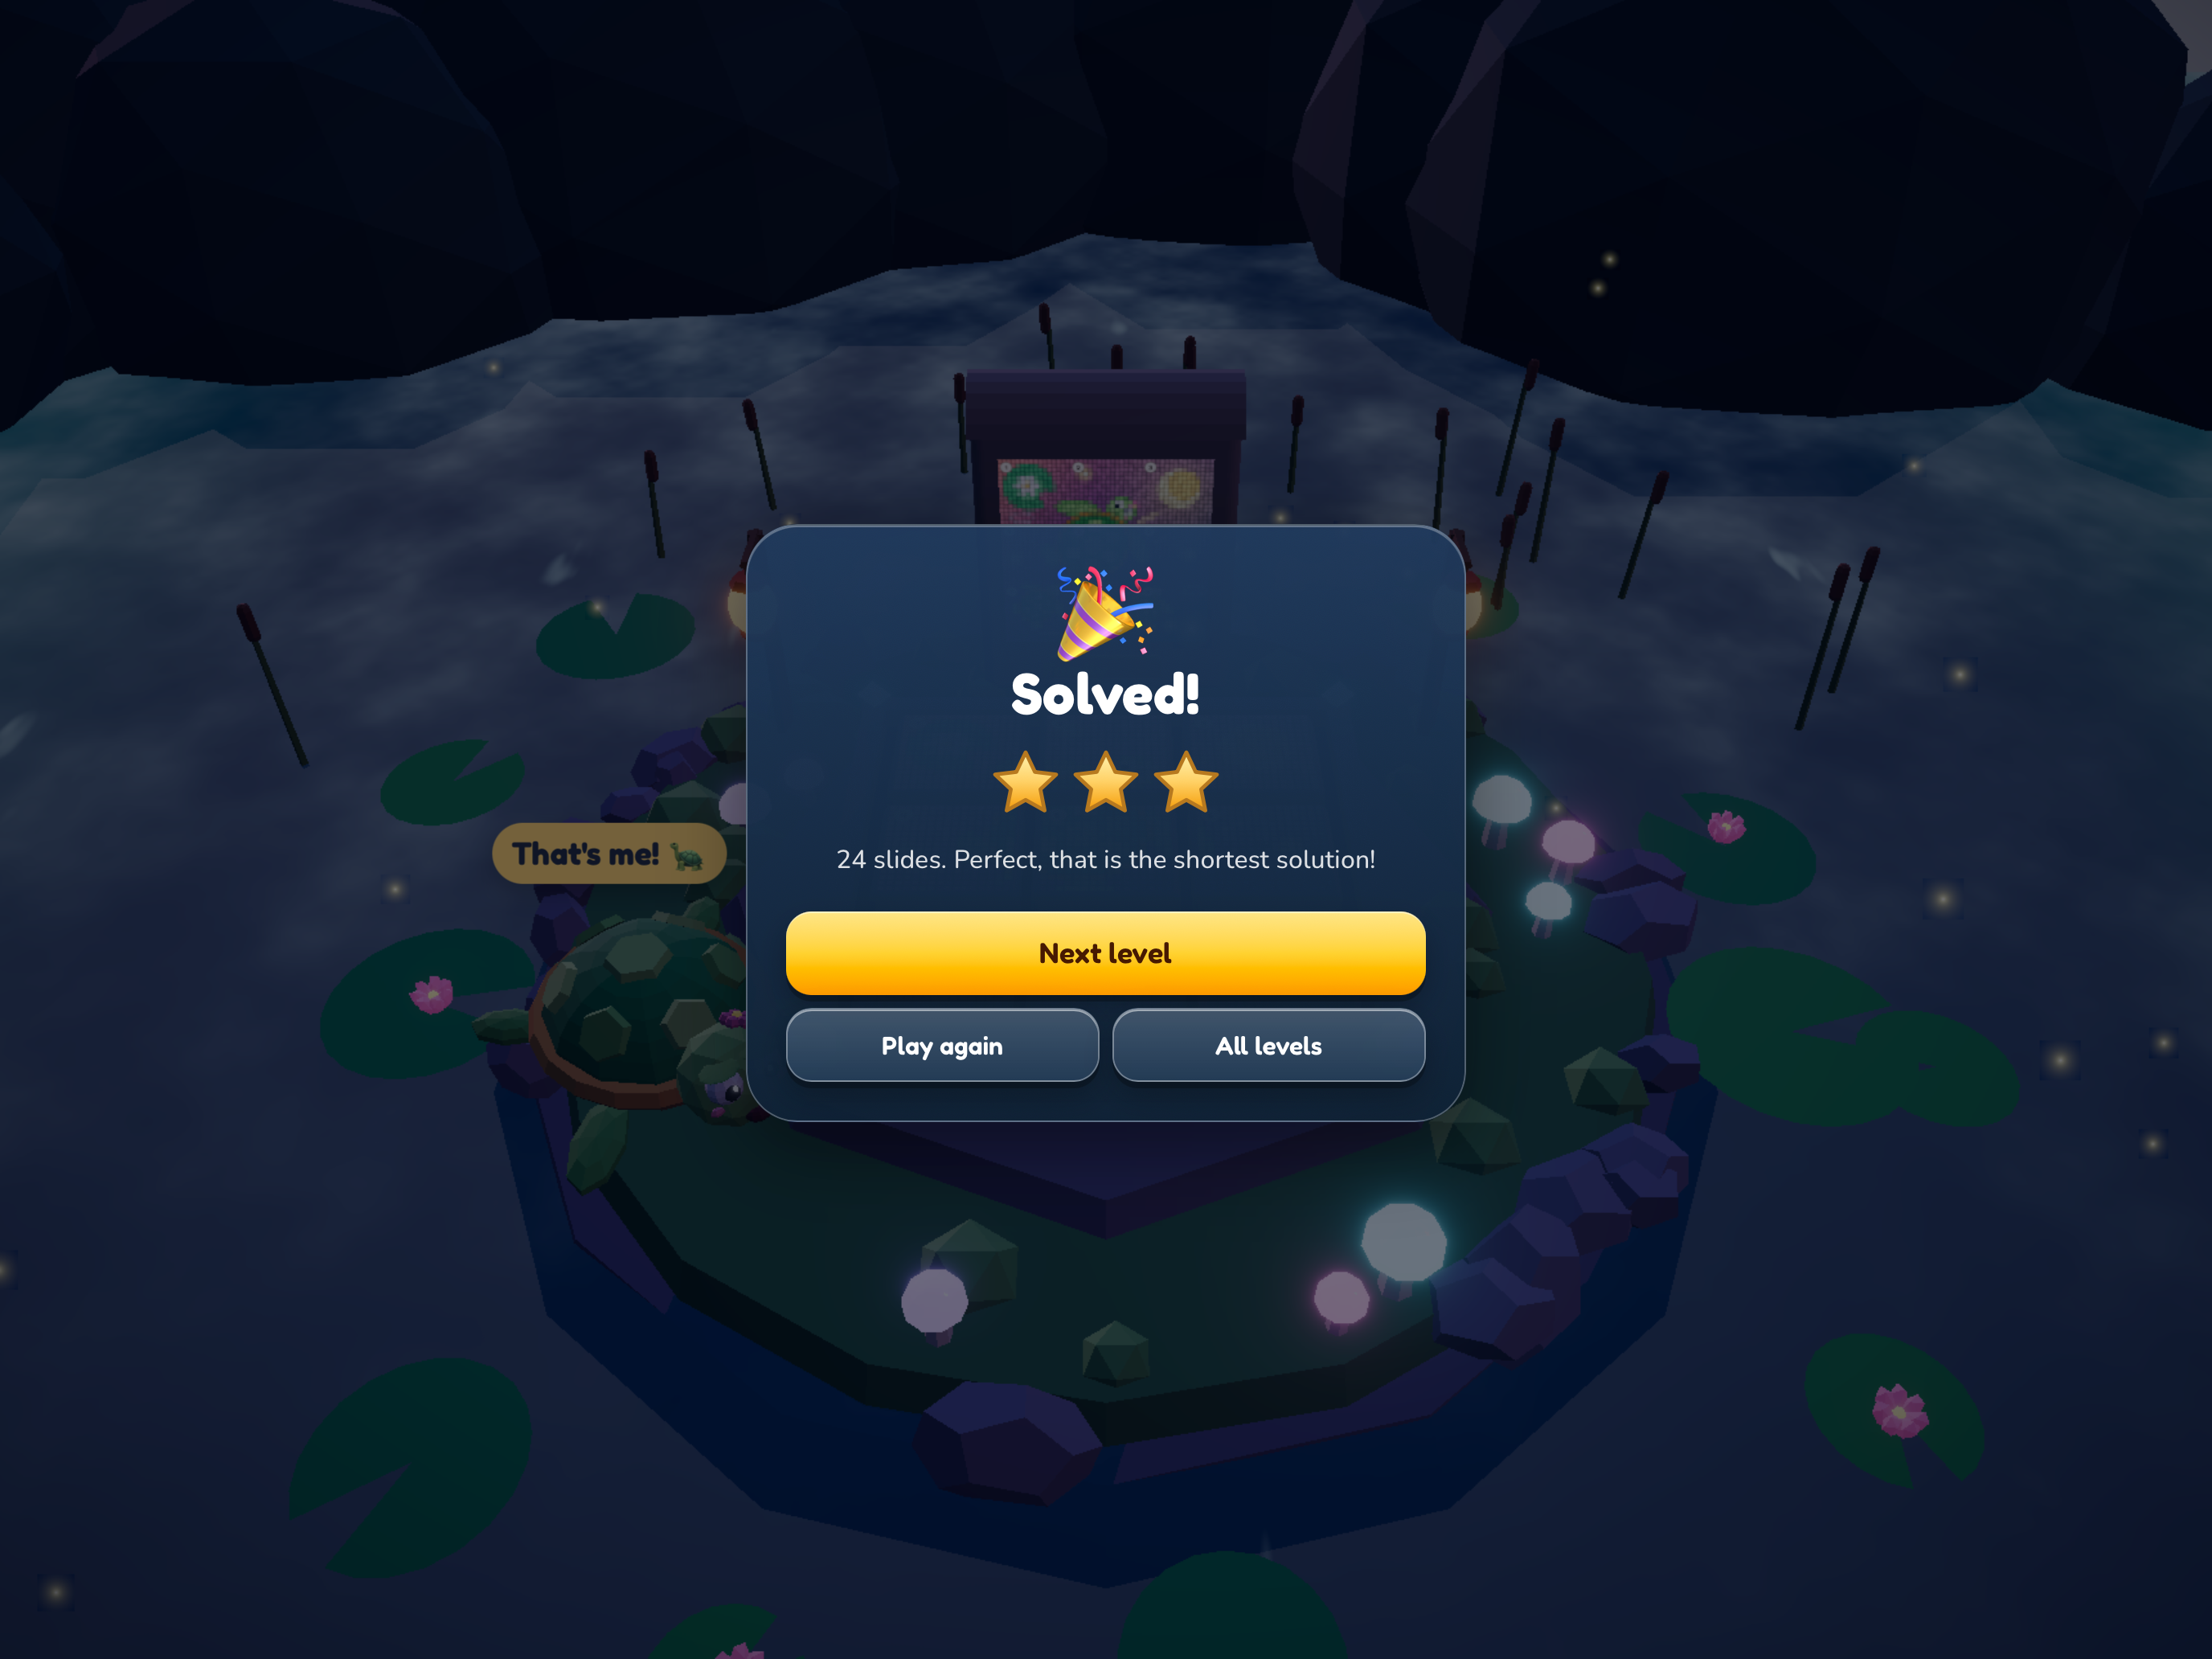 Solved!
24 slides. Perfect, that is the shortest solution!
That's me!
Next level
Play again
All levels